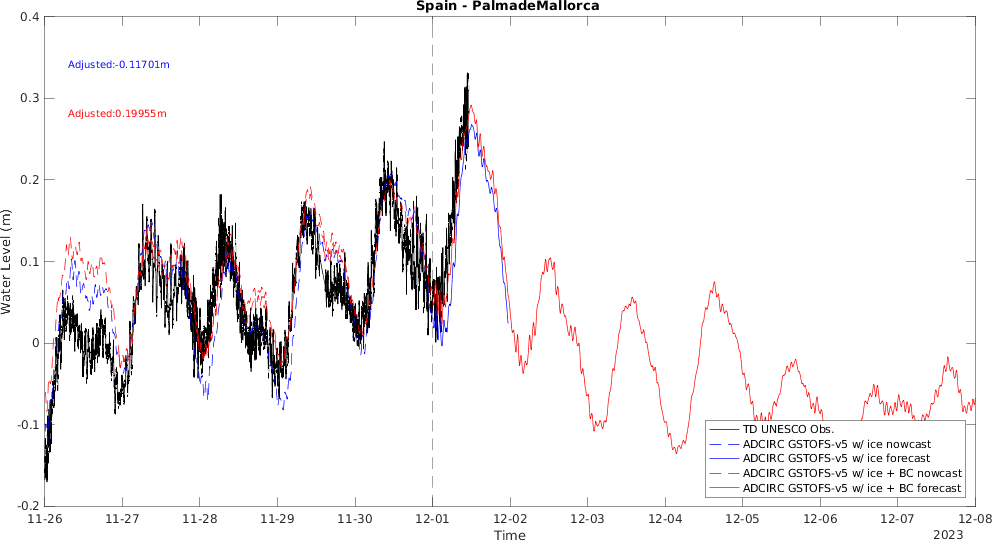 Spain - PalmadeMallorca
0.4
0.3
0.2
0.1
0
-0.1
-0.2
Water Level (m)
Adjusted:-0.11701m
Adjusted:0.19955m
TD UNESCO Obs.
ADCIRC GSTOFS-v5 w/ ice nowcast
ADCIRC GSTOFS-v5 w/ ice forecast
ADCIRC GSTOFS-v5 w/ ice + BC nowcast
ADCIRC GSTOFS-v5 w/ ice + BC forecast
11-26 11-27 11-28 11-29 11-30 12-01 12-02 12-03 12-04 12-05 12-06 12-07 12-08
Time
2023